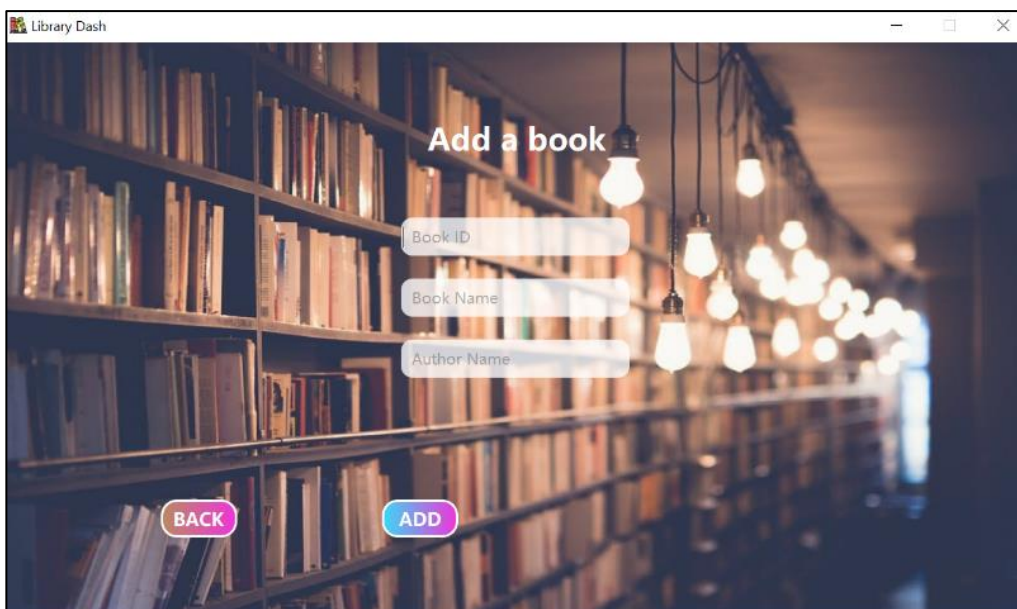 Library Dash
Add a book
Book ID
Book Name
Author Name
BACK
ADD